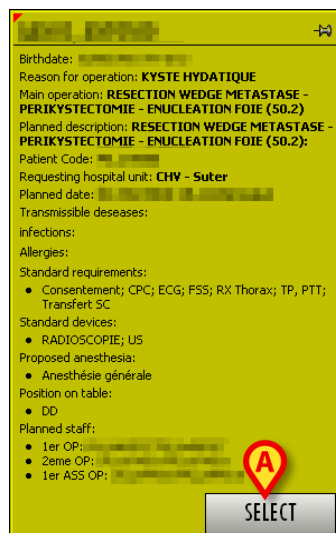 Birthdate:
Reason for operation: KYSTE HYDATIQUE
Main operation: RESECTION WEDGE METASTASE -
PERIKYSTECTOMIE - ENUCLEATION FOIE (50.2)
Planned description: RESECTION WEDGE METASTASE -
PERIKYSTECTOMIE - ENUCLEATION FOIE (50.2):
Patient Code:
Requesting hospital unit: CHV - Suter
Planned date:
Transmissible deseases:
infections:
Allergies:
Standard requirements:
• Consentement; CPC; ECG; FSS; RX Thorax; TP, PTT;
Transfert SC
Standard devices:
• RADIOSCOPIE; US
Proposed anesthesia:
• Anesthésie générale
Position on table:
• DD
Planned staff:
• 1er OP:
• 2eme OP:
• 1er ASS OP:
A
SELECT